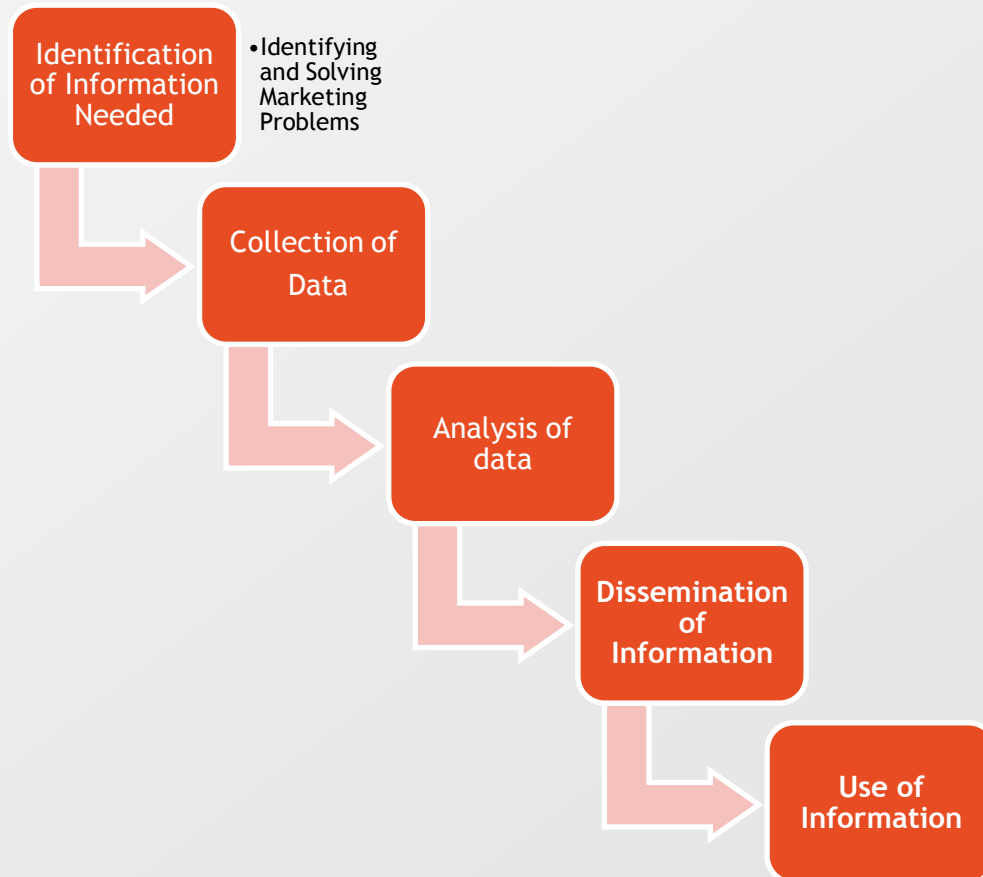 Identification
of Information
Needed
•Identifying
and Solving
Marketing
Problems
Collection of
Data
Analysis of
data
Dissemination
of
Information
Use of
Information